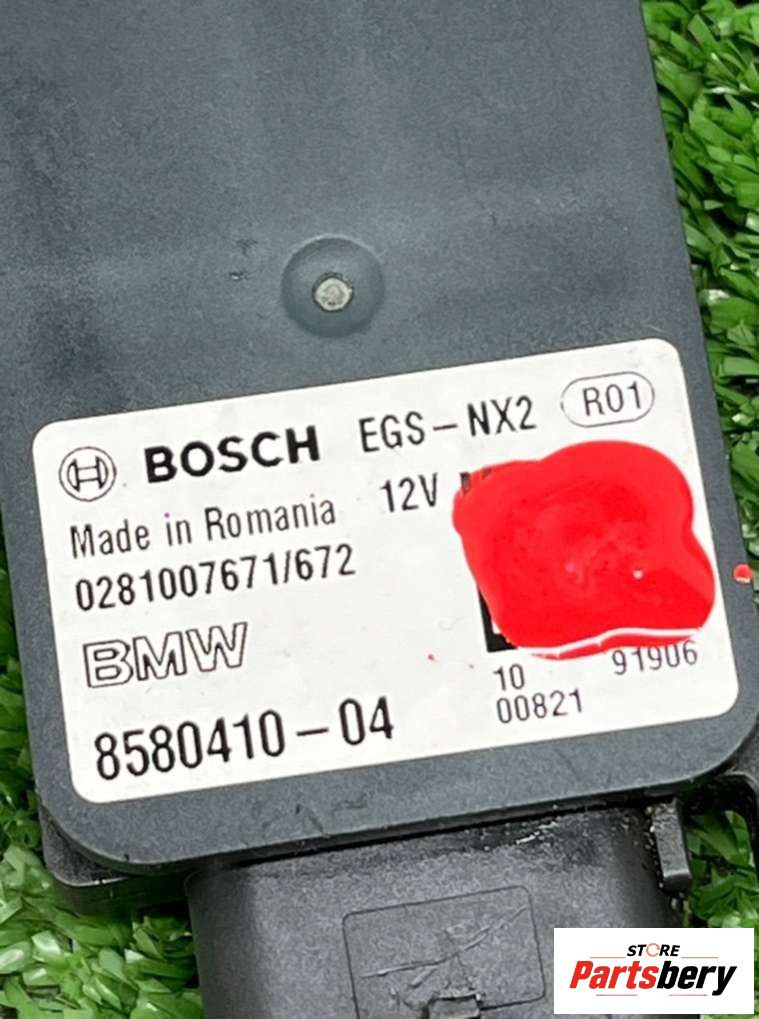 BOSCH EGS-NX2 R01
Made in Romania 12V
0281007671/672
BMW
10 91906
00821
8580410-04
STORE
Partsbery